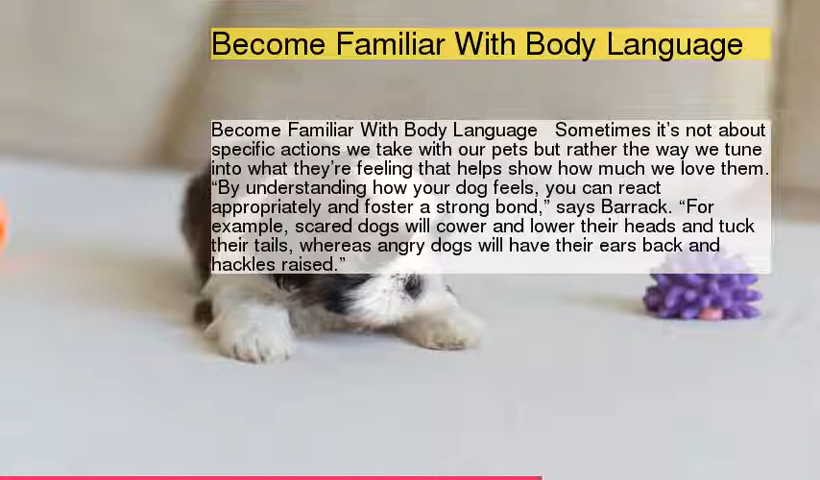 Become Familiar With Body Language
Become Familiar With Body Language   Sometimes it's not about
specific actions we take with our pets but rather the way we tune
into what they're feeling that helps show how much we love them.
“By understanding how your dog feels, you can react
appropriately and foster a strong bond,” says Barrack. “For
example, scared dogs will cower and lower their heads and tuck
their tails, whereas angry dogs will have their ears back and
hackles raised.”